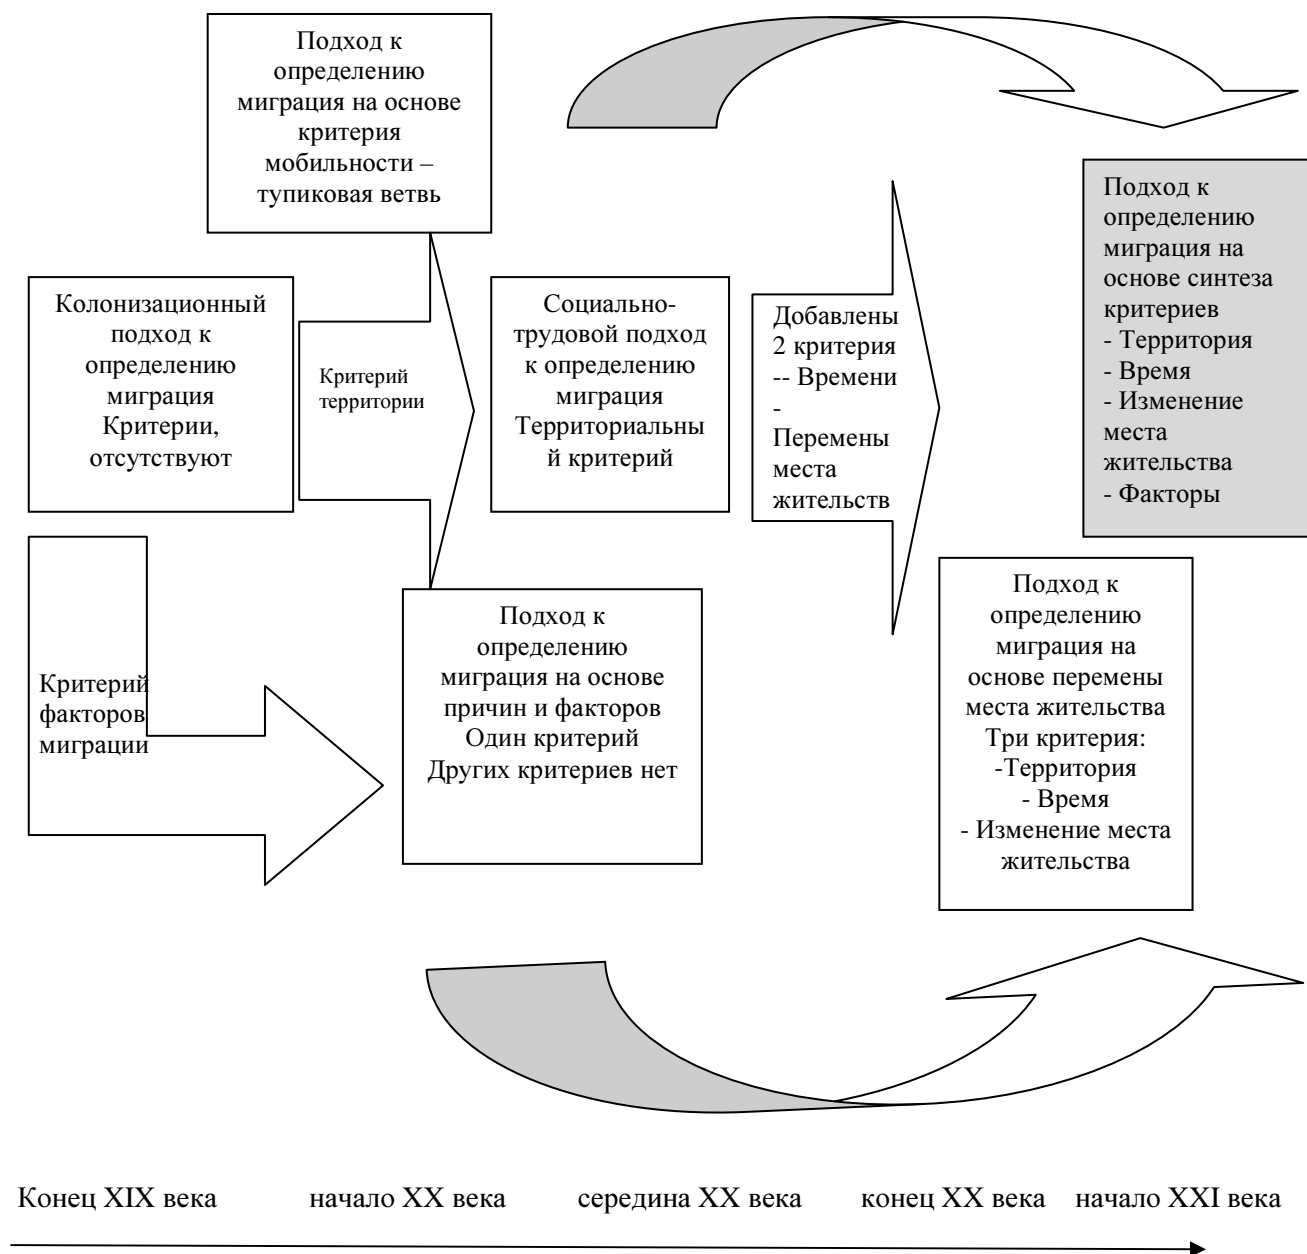 Подход к
определению
миграция на основе
критерия
мобильности –
тупиковая ветвь
Колонизационный
подход к
определению
миграция
Критерии,
отсутствуют
Критерий
территории
Социально-
трудовой подход
к определению
миграция
Территориальны
й критерий
Добавлены
2 критерия
-- Времени
-
Перемены
места
жительств
Подход к
определению
миграция на
основе синтеза
критериев
- Территория
- Время
- Изменение
места
жительства
- Факторы
Критерий
факторов
миграции
Подход к
определению
миграция на основе
причин и факторов
Один критерий
Других критериев нет
Подход к
определению
миграция на
основе перемены
места жительства
Три критерия:
-Территория
- Время
- Изменение места
жительства
Конец XIX века начало XX века середина XX века конец XX века начало XXI века